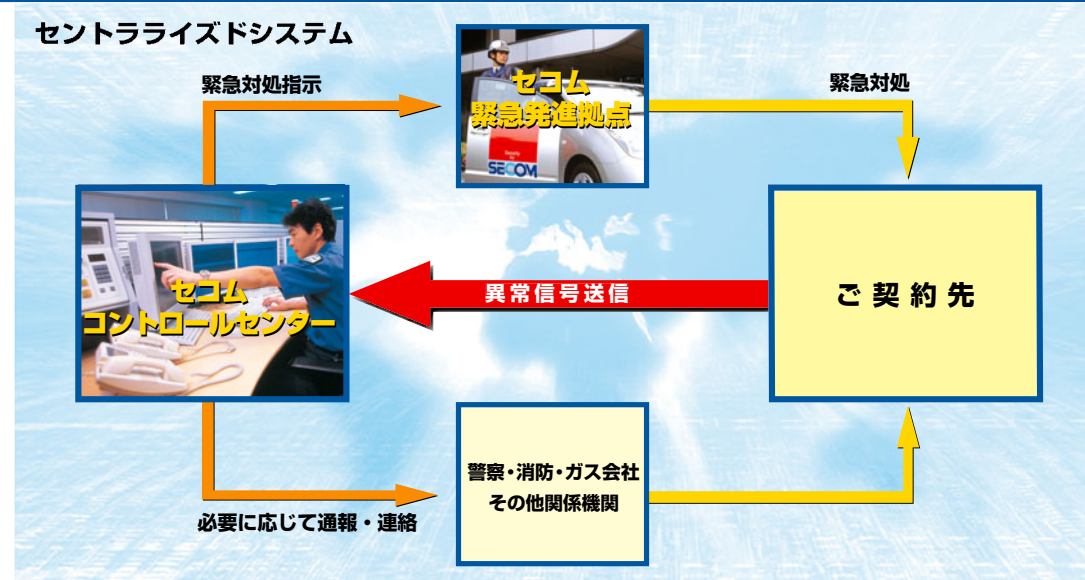 セントラライズドシステム
緊急対処指示
セコム
緊急発進拠点
SECOM
緊急対処
セコム
コントロールセンター
異常信号送信
ご契約先
警察・消防・ガス会社
その他関係機関
必要に応じて通報・連絡